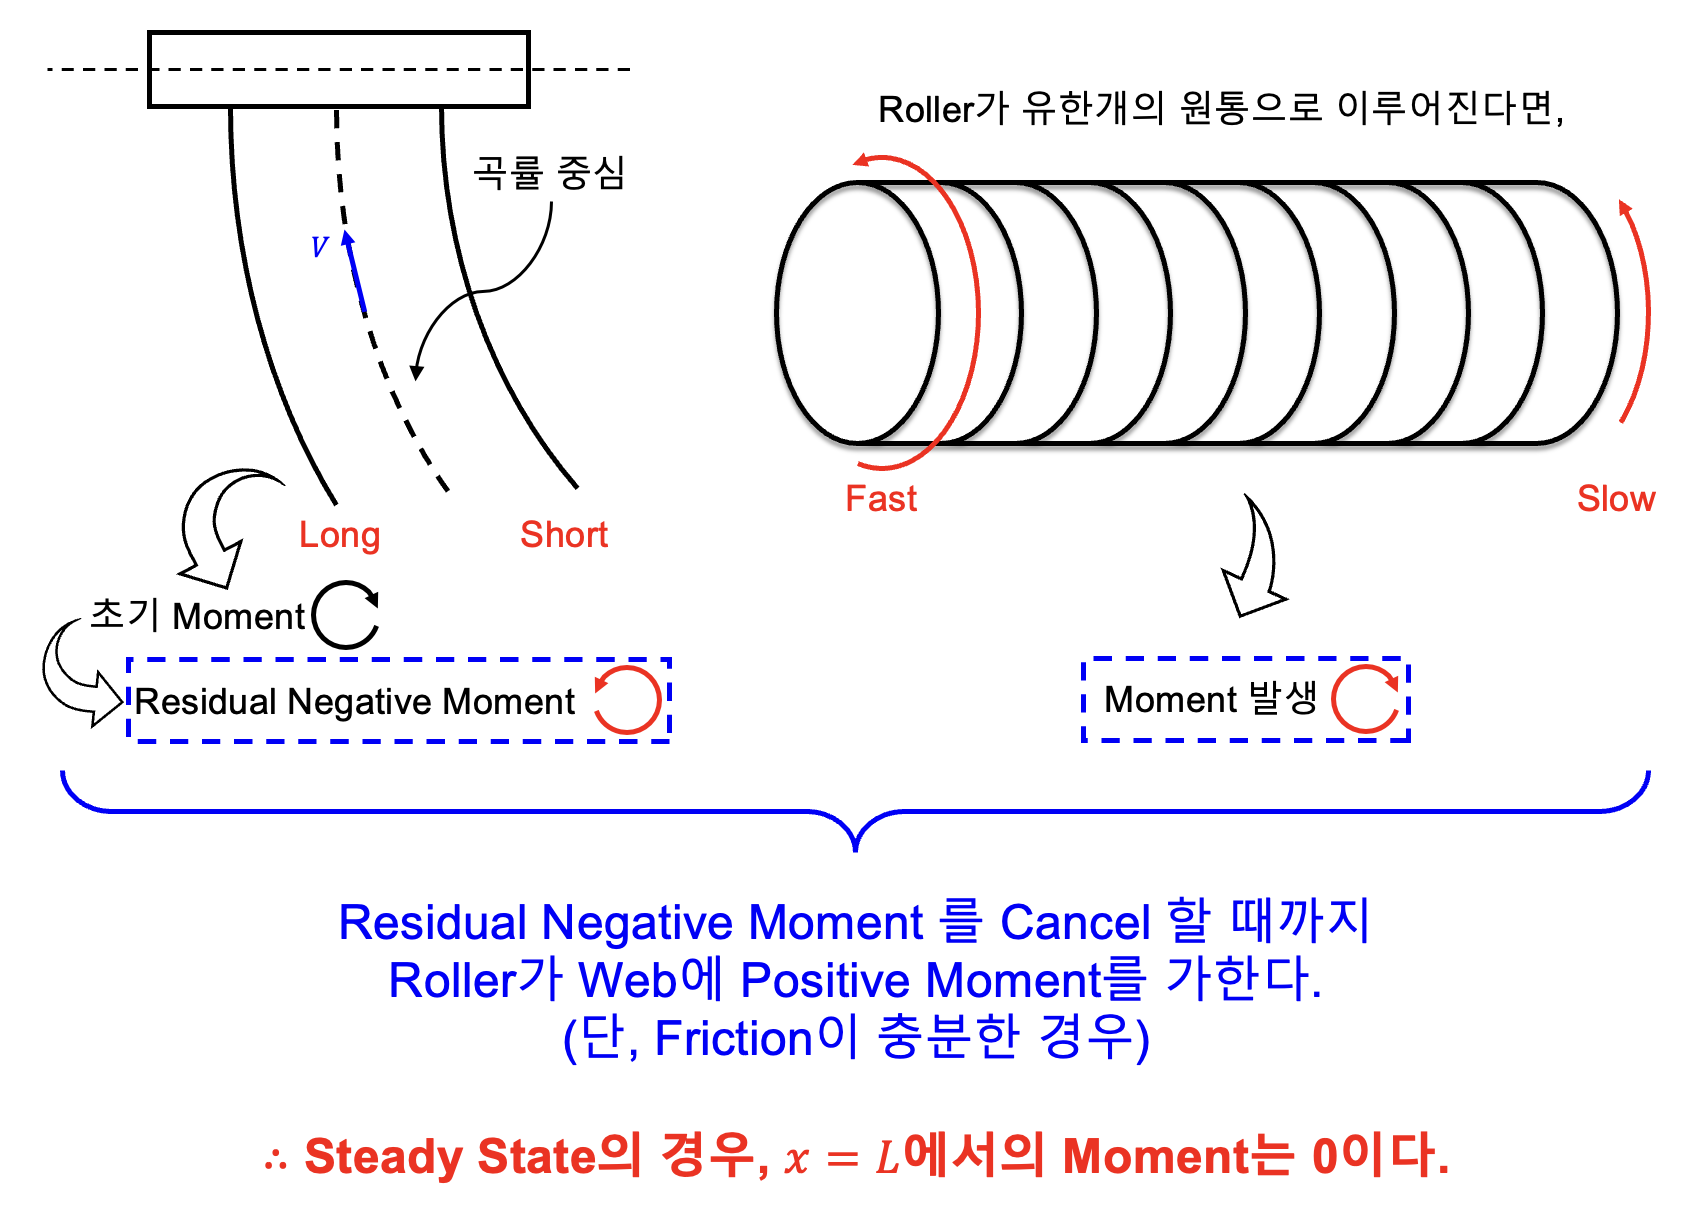 Roller가 유한개의 원통으로 이루어진다면,
곡률 중심
V
Long
Short
Fast
Slow
초기 Moment
Residual Negative Moment
Moment 발생
Residual Negative Moment 를 Cancel 할 때까지
Roller가 Web에 Positive Moment를 가한다.
(단, Friction이 충분한 경우)
∴ Steady State의 경우, x = L에서의 Moment는 0이다.